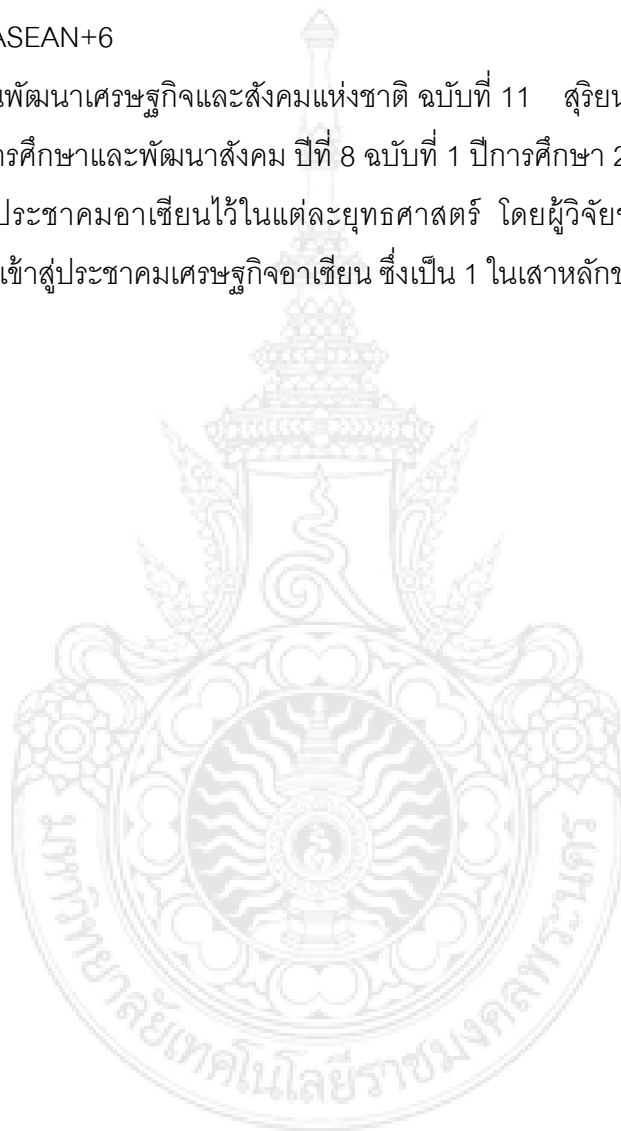 ASEAN+6
นพัฒนาเศรษฐกิจและสังคมแห่งชาติ ฉบับที่ 11 สุริยน
ารศึกษาและพัฒนาสังคม ปีที่ 8 ฉบับที่ 1 ปีการศึกษา 2
ประชาคมอาเซียนไว้ในแต่ละยุทธศาสตร์ โดยผู้วิจัยข
เข้าสู่ประชาคมเศรษฐกิจอาเซียน ซึ่งเป็น 1 ในเสาหลักข
มหาวิทยาลัยเทคโนโลยีราชมงคลพระนคร